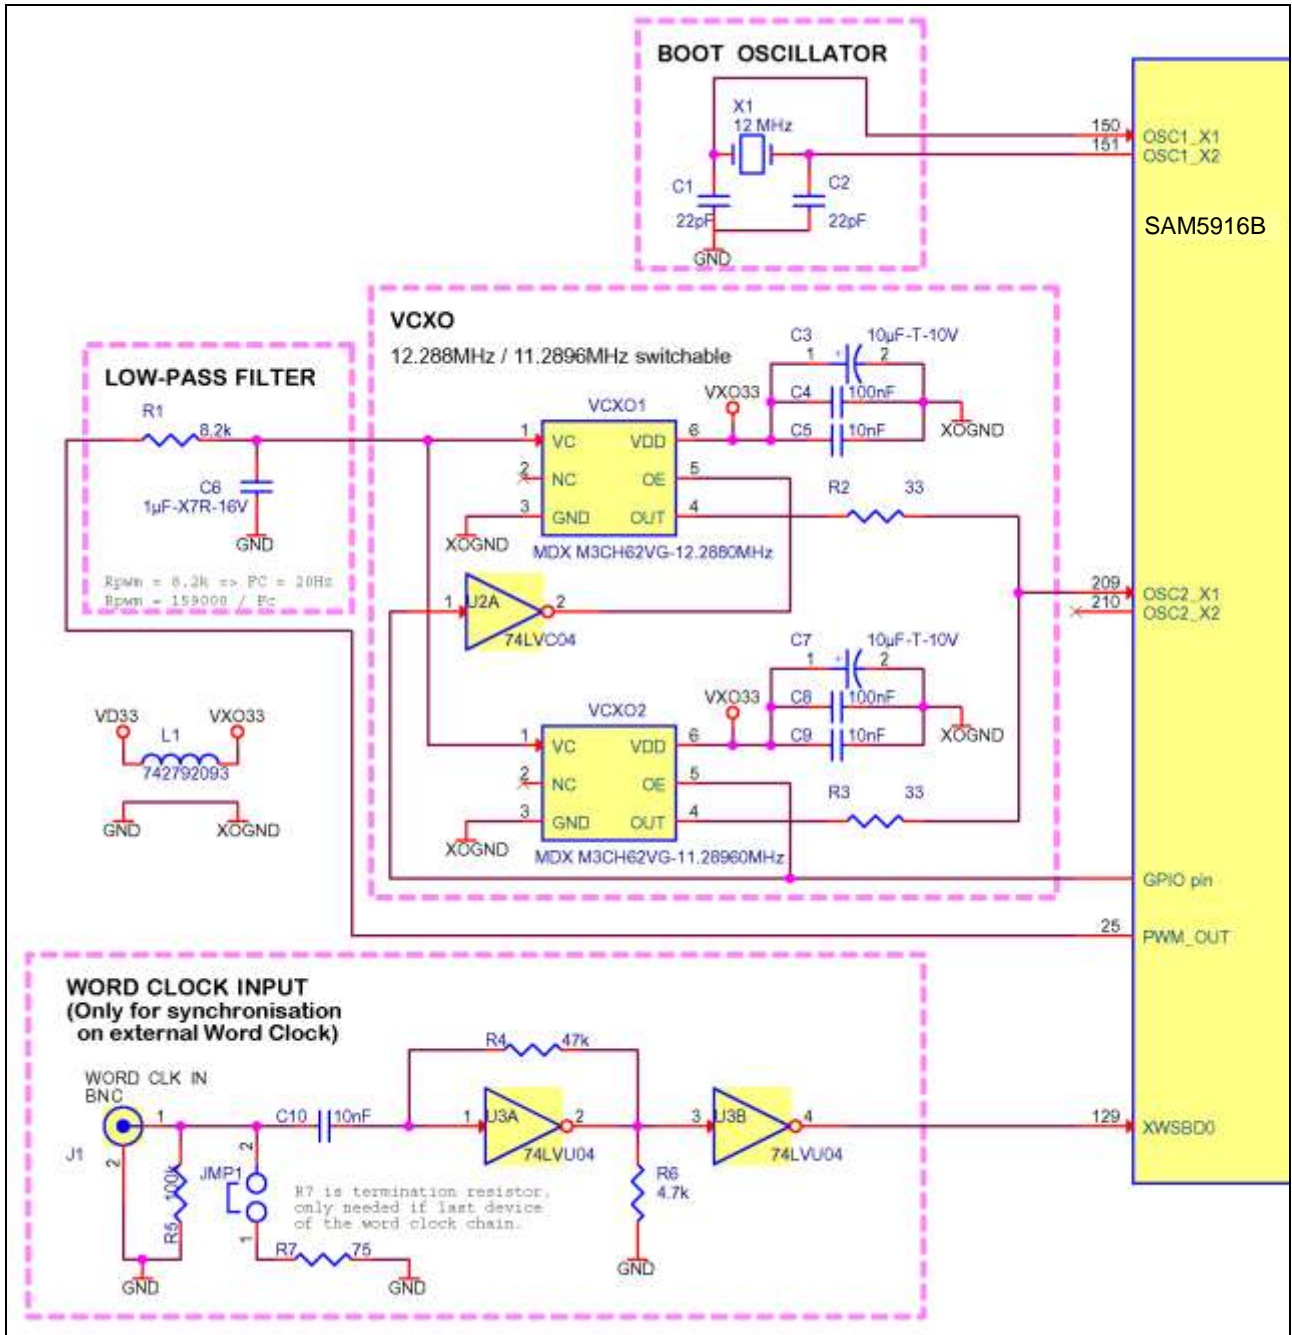 BOOT OSCILLATOR
X1
12 MHz
C1
22pF
C2
22pF
GND
150
OSC1_X1
151
OSC1_X2
SAM5916B
VCXO
12.288MHz / 11.2896MHz switchable
LOW-PASS FILTER
R1
8.2k
C6
1µF-X7R-16V
GND
Rpwm = 8.2k => FC = 20Hz
Rpwm = 159000 / Fc
VCXO1
1
VC
2
NC
3
GND
VDD
6
OE
5
OUT
4
XOGND
MDX M3CH62VG-12.2880MHz
VXO33
C3
10µF-T-10V
1
+
2
C4
100nF
C5
10nF
XOGND
R2
33
1
U2A
2
74LVC04
209
OSC2_X1
210
OSC2_X2
VCXO2
1
VC
2
NC
3
GND
VDD
6
OE
5
OUT
4
XOGND
MDX M3CH62VG-11.28960MHz
VXO33
C7
10µF-T-10V
1
+
2
C8
100nF
C9
10nF
XOGND
R3
33
VD33
VXO33
L1
742792093
GND
XOGND
GPIO pin
25
PWM_OUT
WORD CLOCK INPUT
(Only for synchronisation
on external Word Clock)
WORD CLK IN
BNC
1
J1
2
R5
100k
JMP1
2
1
C10
10nF
R4
47k
1
U3A
2
74LVU04
3
U3B
4
74LVU04
R6
4.7k
GND
R7 is termination resistor,
only needed if last device
of the word clock chain.
R7
75
GND
GND
129
XWSBD0